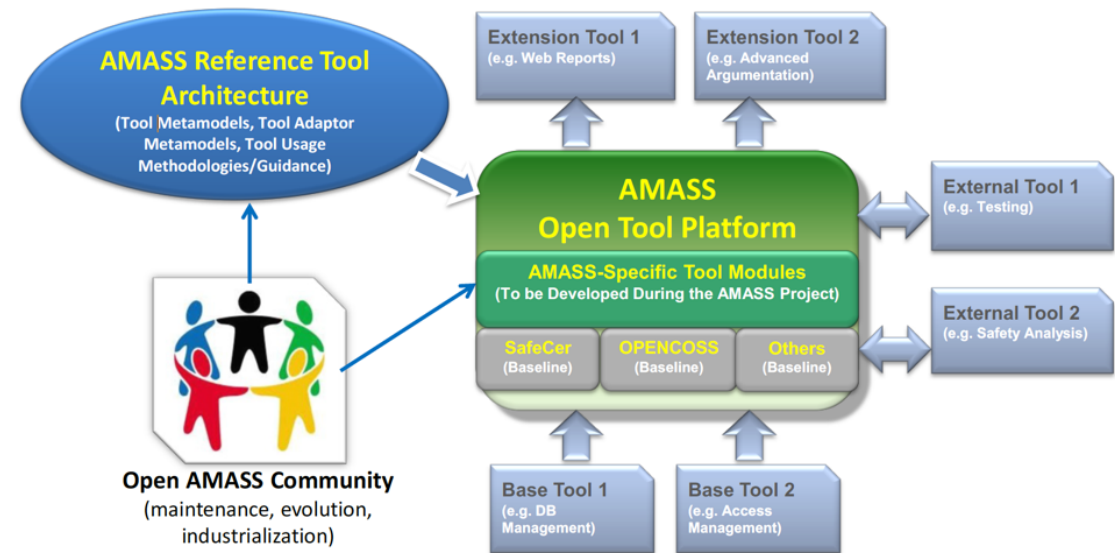 AMASS Reference Tool
Architecture
(Tool Metamodels, Tool Adaptor
Metamodels, Tool Usage
Methodologies/Guidance)
Extension Tool 1
(e.g. Web Reports)
Extension Tool 2
(e.g. Advanced
Argumentation)
AMASS
Open Tool Platform
AMASS-Specific Tool Modules
(To be Developed During the AMASS Project)
SafeCer
(Baseline)
OPENCOSS
(Baseline)
Others
(Baseline)
External Tool 1
(e.g. Testing)
External Tool 2
(e.g. Safety Analysis)
Open AMASS Community
(maintenance, evolution,
industrialization)
Base Tool 1
(e.g. DB
Management)
Base Tool 2
(e.g. Access
Management)